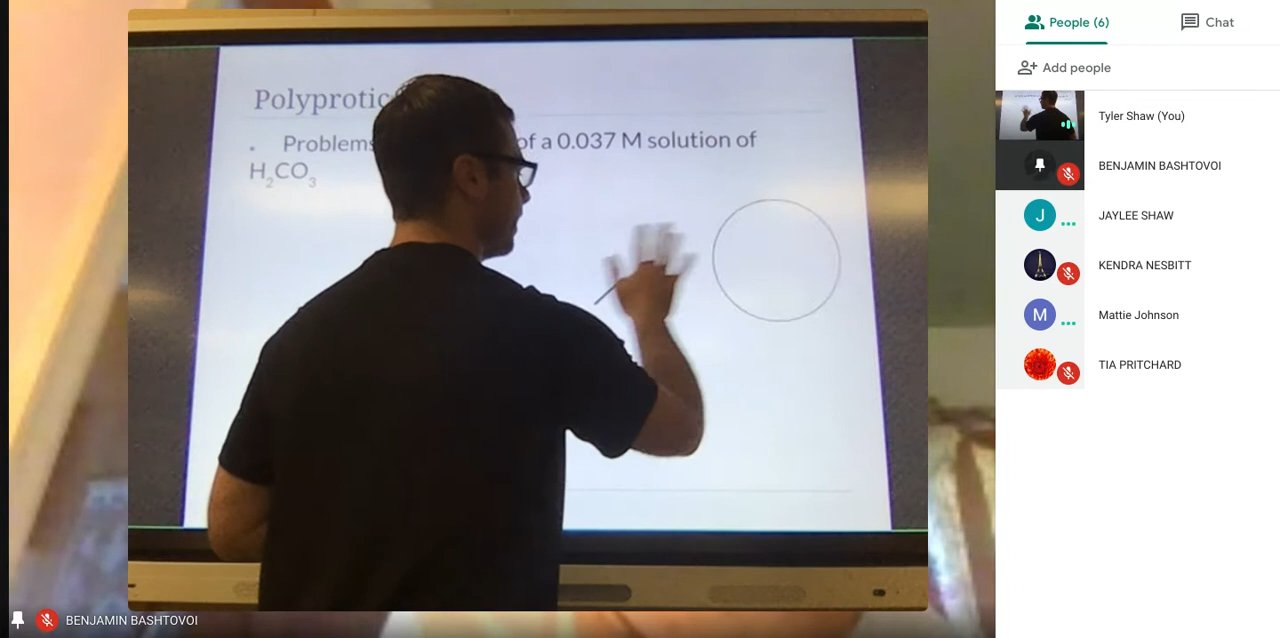 Polyprotic
. Problems of a 0.037 M solution of
H₂CO₃
BENJAMIN BASHTOVOI
People (6)
Chat
Add people
Tyler Shaw (You)
BENJAMIN BASHTOVOI
J
JAYLEE SHAW
KENDRA NESBITT
M
Mattie Johnson
TIA PRITCHARD